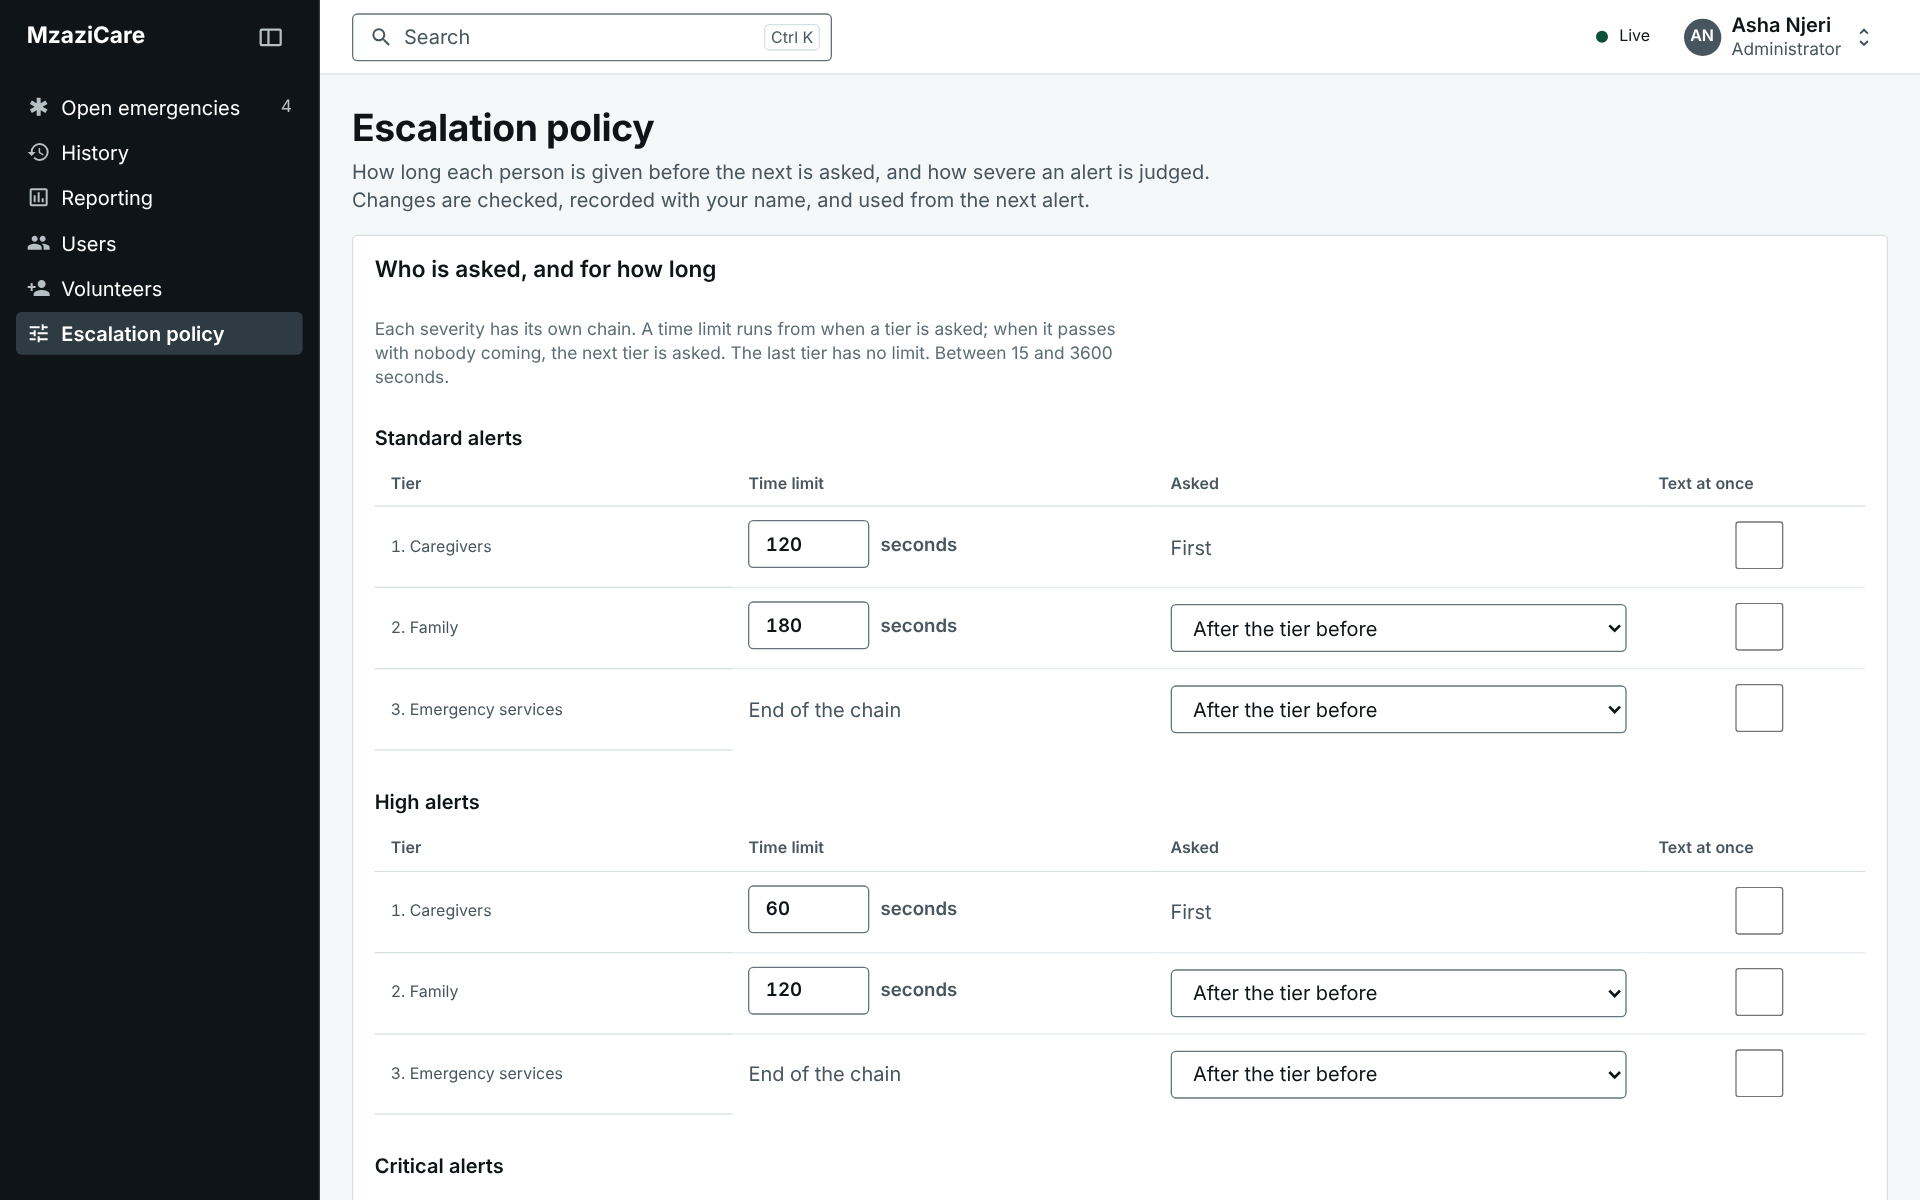 MzaziCare
Search
Ctrl K
Live
AN
Asha Njeri
Administrator
Open emergencies 4
History
Reporting
Users
Volunteers
Escalation policy
Escalation policy
How long each person is given before the next is asked, and how severe an alert is judged.
Changes are checked, recorded with your name, and used from the next alert.
Who is asked, and for how long
Each severity has its own chain. A time limit runs from when a tier is asked; when it passes
with nobody coming, the next tier is asked. The last tier has no limit. Between 15 and 3600
seconds.
Standard alerts
Tier Time limit Asked Text at once
1. Caregivers 120 seconds First
2. Family 180 seconds After the tier before
3. Emergency services End of the chain After the tier before
High alerts
Tier Time limit Asked Text at once
1. Caregivers 60 seconds First
2. Family 120 seconds After the tier before
3. Emergency services End of the chain After the tier before
Critical alerts